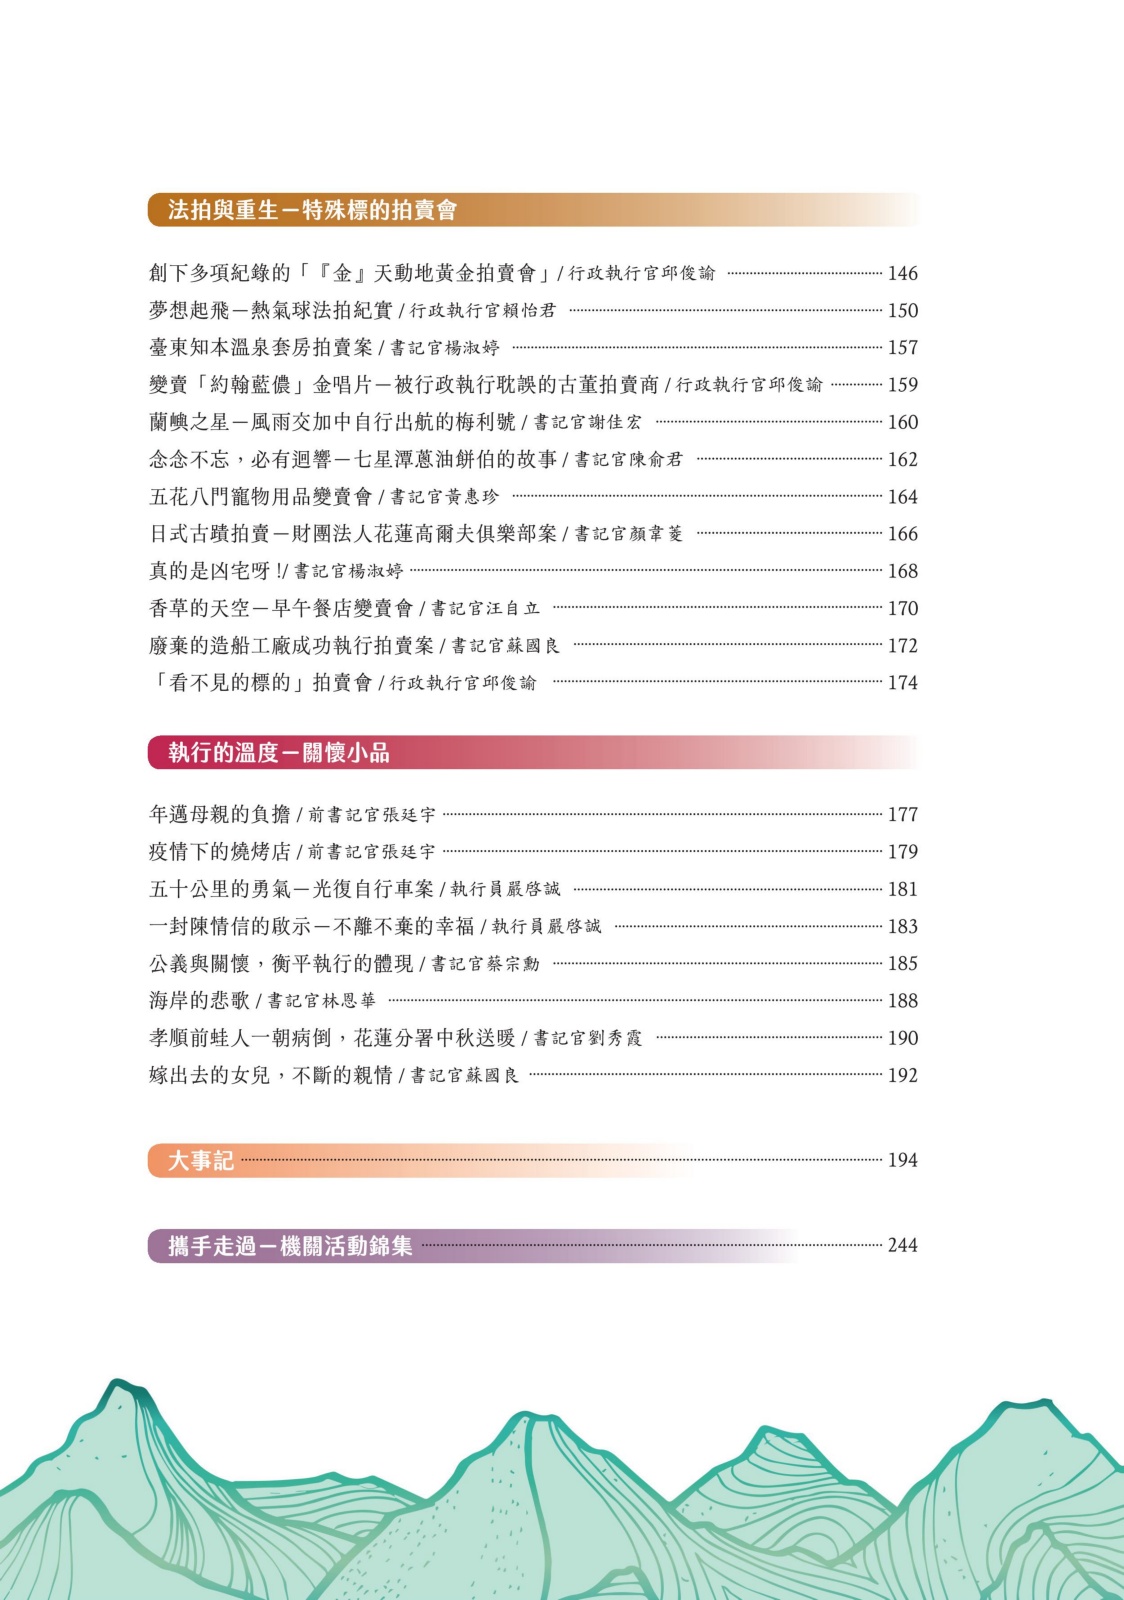 法拍與重生－特殊標的拍賣會
創下多項紀錄的「『金』天動地黃金拍賣會」/ 行政執行官邱俊諭 146
夢想起飛－熱氣球法拍紀實 / 行政執行官賴怡君 150
臺東知本溫泉套房拍賣案 / 書記官楊淑婷 157
變賣「約翰藍儂」金唱片－被行政執行耽誤的古董拍賣商 / 行政執行官邱俊諭 159
蘭嶼之星－風雨交加中自行出航的梅利號 / 書記官謝佳宏 160
念念不忘，必有迴響－七星潭蔥油餅伯的故事 / 書記官陳俞君 162
五花八門寵物用品變賣會 / 書記官黃惠珍 164
日式古蹟拍賣－財團法人花蓮高爾夫俱樂部案 / 書記官顏韋菱 166
真的是凶宅呀 !/ 書記官楊淑婷 168
香草的天空－早午餐店變賣會 / 書記官汪自立 170
廢棄的造船工廠成功執行拍賣案 / 書記官蘇國良 172
「看不見的標的」拍賣會 / 行政執行官邱俊諭 174
執行的溫度－關懷小品
年邁母親的負擔 / 前書記官張廷宇 177
疫情下的燒烤店 / 前書記官張廷宇 179
五十公里的勇氣－光復自行車案 / 執行員嚴啓誠 181
一封陳情信的啟示－不離不棄的幸福 / 執行員嚴啓誠 183
公義與關懷，衡平執行的體現 / 書記官蔡宗勳 185
海岸的悲歌 / 書記官林恩華 188
孝順前蛙人一朝病倒，花蓮分署中秋送暖 / 書記官劉秀霞 190
嫁出去的女兒，不斷的親情 / 書記官蘇國良 192
大事記 194
攜手走過－機關活動錦集 244